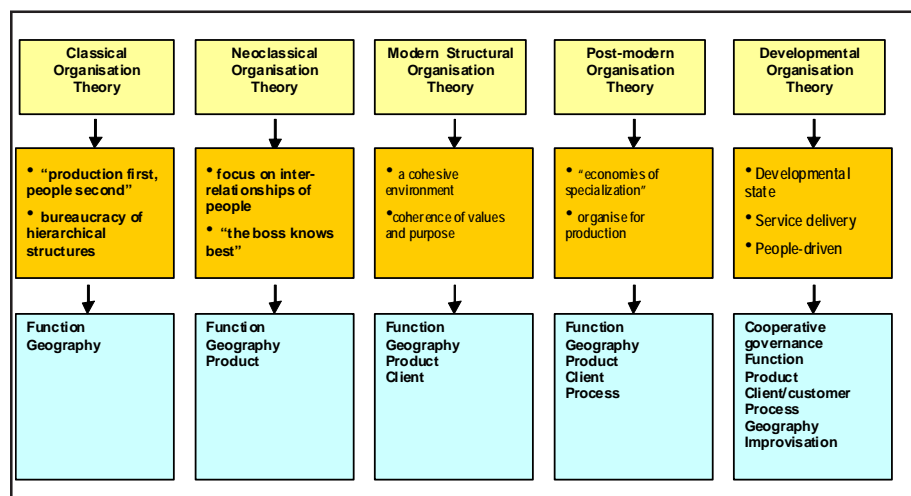 Classical
Organisation
Theory
Neoclassical
Organisation
Theory
Modern Structural
Organisation
Theory
Post-modern
Organisation
Theory
Developmental
Organisation
Theory
• “production first,
people second”
• bureaucracy of
hierarchical
structures
• focus on inter-
relationships of
people
• “the boss knows
best”
• a cohesive
environment
•coherence of values
and purpose
• “economies of
specialization”
• organise for
production
• Developmental
state
• Service delivery
• People-driven
Function
Geography
Function
Geography
Product
Function
Geography
Product
Client
Function
Geography
Product
Client
Process
Cooperative
governance
Function
Product
Client/customer
Process
Geography
Improvisation